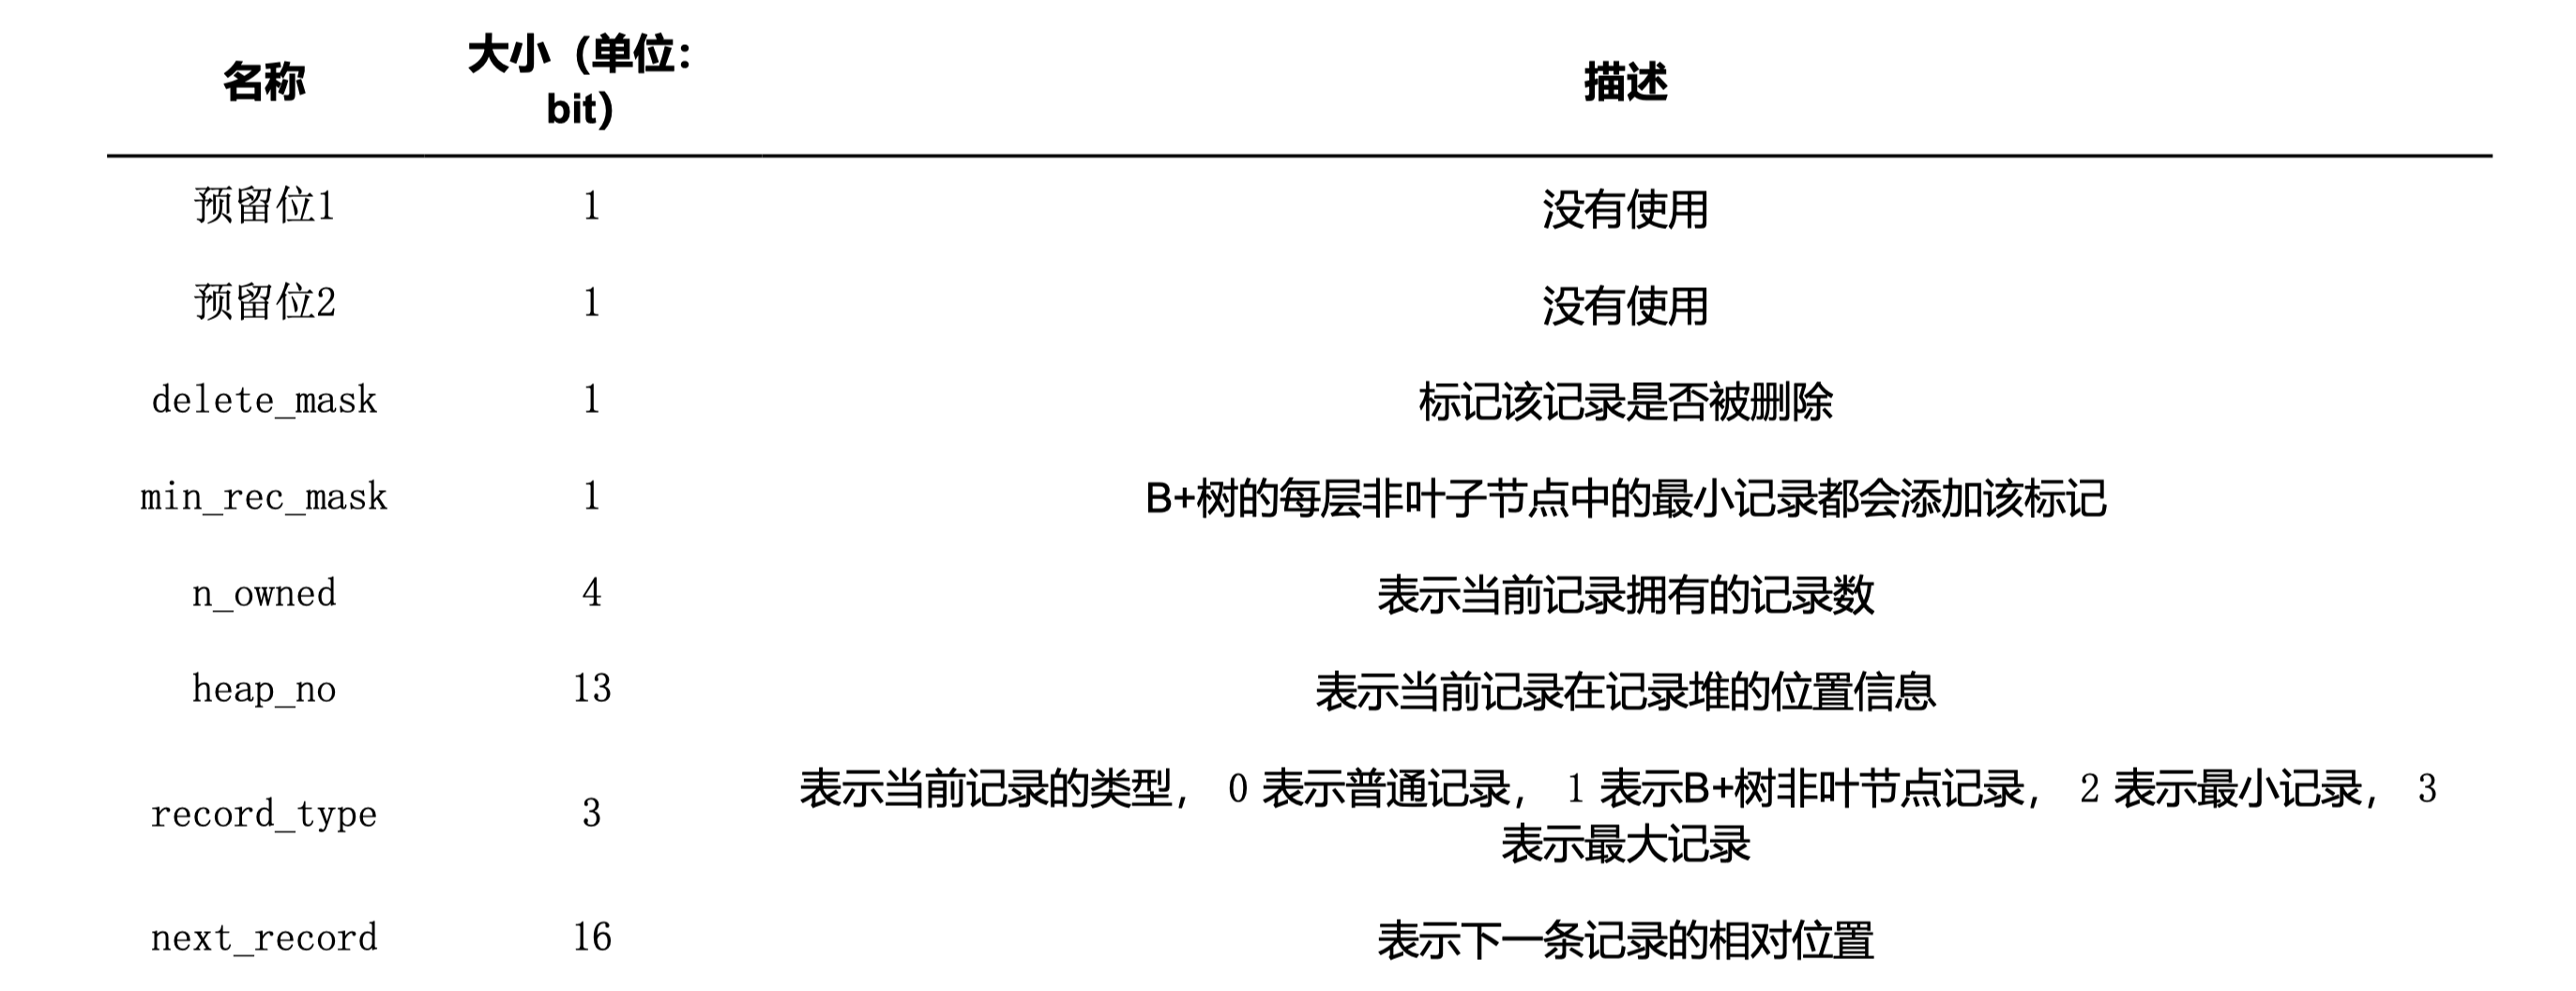 名称 大小（单位：bit） 描述
预留位1 1 没有使用
预留位2 1 没有使用
delete_mask 1 标记该记录是否被删除
min_rec_mask 1 B+树的每层非叶子节点中的最小记录都会添加该标记
n_owned 4 表示当前记录拥有的记录数
heap_no 13 表示当前记录在记录堆的位置信息
record_type 3 表示当前记录的类型， 0 表示普通记录， 1 表示B+树非叶节点记录， 2 表示最小记录， 3
表示最大记录
next_record 16 表示下一条记录的相对位置